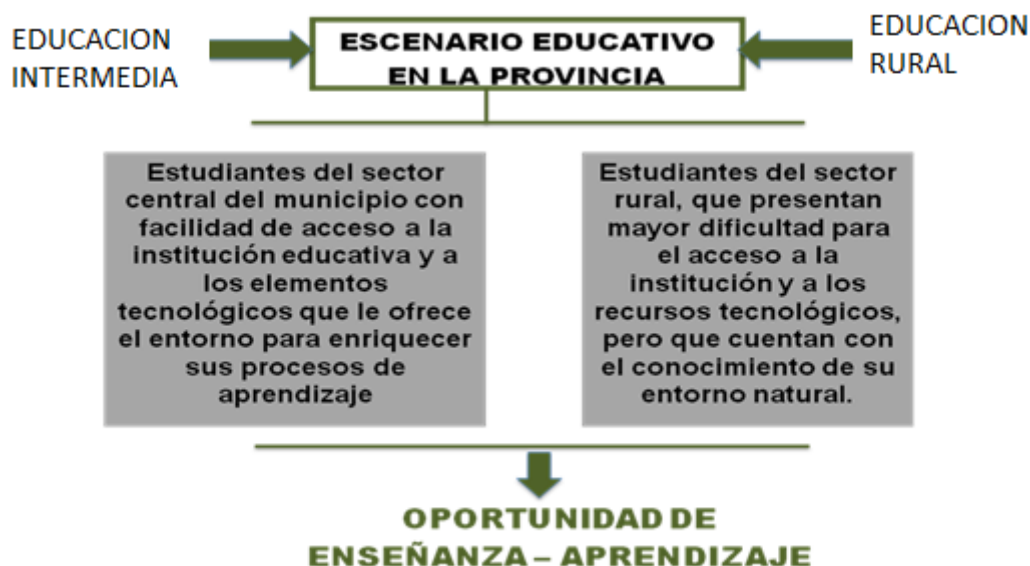 EDUCACION
INTERMEDIA
ESCENARIO EDUCATIVO
EN LA PROVINCIA
EDUCACION
RURAL
Estudiantes del sector
central del municipio con
facilidad de acceso a la
institución educativa y a
los elementos
tecnológicos que le ofrece
el entorno para enriquecer
sus procesos de
aprendizaje
Estudiantes del sector
rural, que presentan
mayor dificultad para
el acceso a la
institución y a los
recursos tecnológicos,
pero que cuentan con
el conocimiento de su
entorno natural.
OPORTUNIDAD DE
ENSEÑANZA – APRENDIZAJE